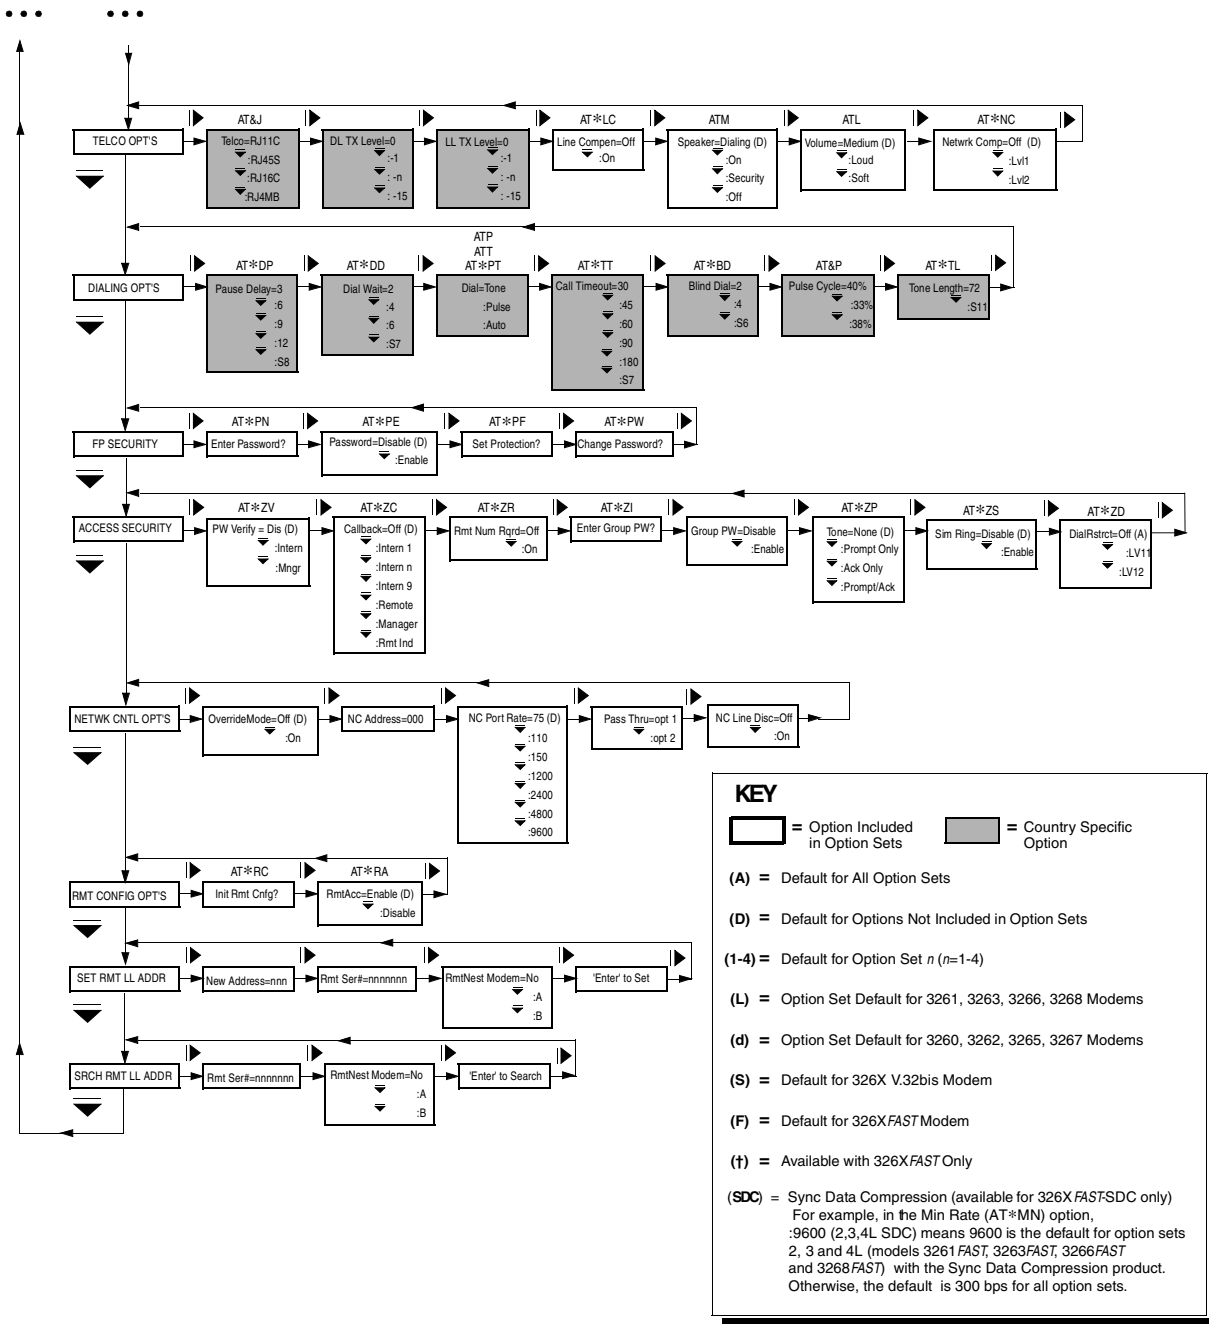 ••• •••
AT&J AT*LC ATM ATL AT*NC
TELCO OPT'S
Telco=RJ11C
:RJ45S
:RJ16C
:RJ4MB
DL TX Level=0
:-1
: -n
: -15
LL TX Level=0
:-1
: -n
: -15
Line Compen=Off
:On
Speaker=Dialing (D)
:On
:Security
:Off
Volume=Medium (D)
:Loud
:Soft
Netwrk Comp=Off (D)
:Lvl1
:Lvl2
ATP
ATT
AT*DP AT*DD AT*PT AT*TT AT*BD AT&P AT*TL
DIALING OPT'S
Pause Delay=3
:6
:9
:12
:S8
Dial Wait=2
:4
:6
:S7
Dial=Tone
:Pulse
:Auto
Call Timeout=30
:45
:60
:90
:180
:S7
Blind Dial=2
:4
:S6
Pulse Cycle=40%
:33%
:38%
Tone Length=72
:S11
AT*PN AT*PE AT*PF AT*PW
FP SECURITY
Enter Password?
Password=Disable (D)
:Enable
Set Protection?
Change Password?
AT*ZV AT*ZC AT*ZR AT*ZI AT*ZP AT*ZS AT*ZD
ACCESS SECURITY
PW Verify = Dis (D)
:Intern
:Mngr
Callback=Off (D)
:Intern 1
:Intern n
:Intern 9
:Remote
:Manager
:Rmt Ind
Rmt Num Rqrd=Off
:On
Enter Group PW?
Group PW=Disable
:Enable
Tone=None (D)
:Prompt Only
:Ack Only
:Prompt/Ack
Sim Ring=Disable (D)
:Enable
DialRstrct=Off (A)
:LV11
:LV12
NETWK CNTL OPT'S
OverrideMode=Off (D)
:On
NC Address=000
NC Port Rate=75 (D)
:110
:150
:1200
:2400
:4800
:9600
Pass Thru=opt 1
:opt 2
NC Line Disc=Off
:On
AT*RC AT*RA
RMT CONFIG OPT'S
Init Rmt Cnfg?
RmtAcc=Enable (D)
:Disable
SET RMT LL ADDR
New Address=nnn
Rmt Ser#=nnnnnnn
RmtNest Modem=No
:A
:B
'Enter' to Set
SRCH RMT LL ADDR
Rmt Ser#=nnnnnnn
RmtNest Modem=No
:A
:B
'Enter' to Search
KEY
= Option Included
in Option Sets
= Country Specific
Option
(A) = Default for All Option Sets
(D) = Default for Options Not Included in Option Sets
(1-4) = Default for Option Set n (n=1-4)
(L) = Option Set Default for 3261, 3263, 3266, 3268 Modems
(d) = Option Set Default for 3260, 3262, 3265, 3267 Modems
(S) = Default for 326X V.32bis Modem
(F) = Default for 326XFAST Modem
(†) = Available with 326XFAST Only
(SDC) = Sync Data Compression (available for 326XFAST-SDC only)
For example, in the Min Rate (AT*MN) option,
:9600 (2,3,4L SDC) means 9600 is the default for option sets
2, 3 and 4L (models 3261FAST, 3263FAST, 3266FAST
and 3268FAST) with the Sync Data Compression product.
Otherwise, the default is 300 bps for all option sets.